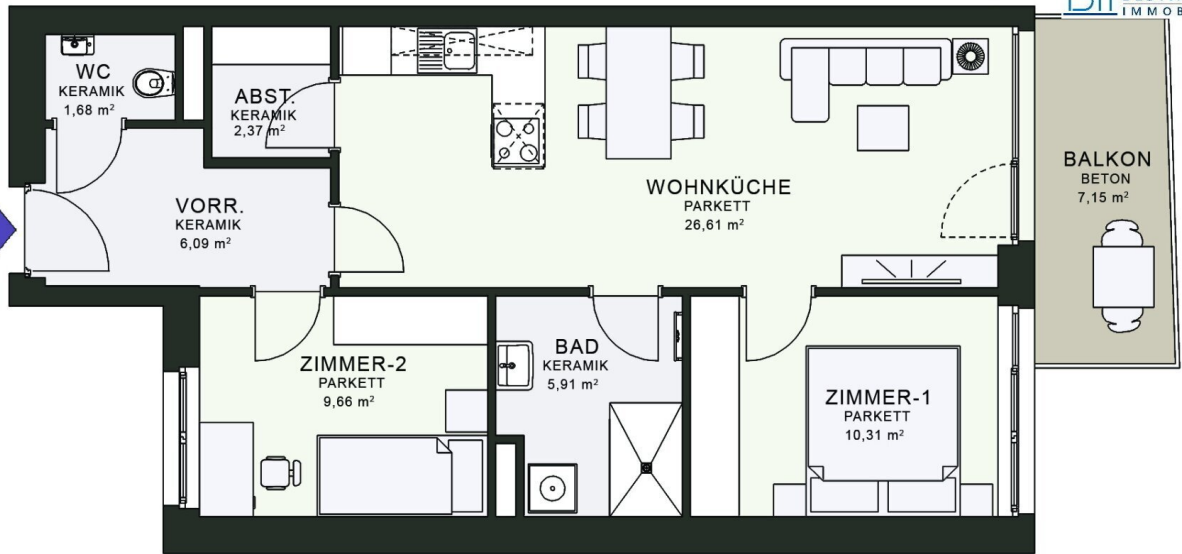 IMMOB
WC
KERAMIK
1,68 m²
ABST.
KERAMIK
2,37 m²
VORR.
KERAMIK
6,09 m²
WOHNKÜCHE
PARKETT
26,61 m²
BALKON
BETON
7,15 m²
ZIMMER-2
PARKETT
9,66 m²
BAD
KERAMIK
5,91 m²
ZIMMER-1
PARKETT
10,31 m²